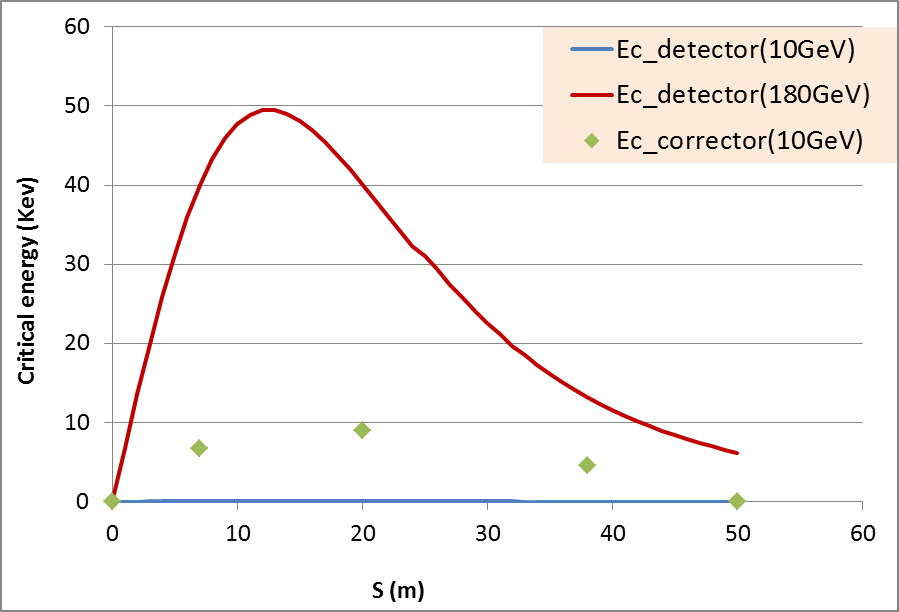 60
50
40
30
20
10
0
Critical energy (Kev)
0 10 20 30 40 50 60
S (m)
Ec_detector(10GeV)
Ec_detector(180GeV)
Ec_corrector(10GeV)